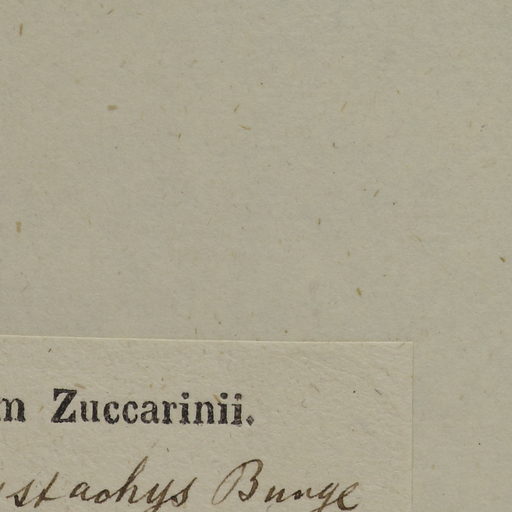 m Zuccarinii.
stachys Bunge